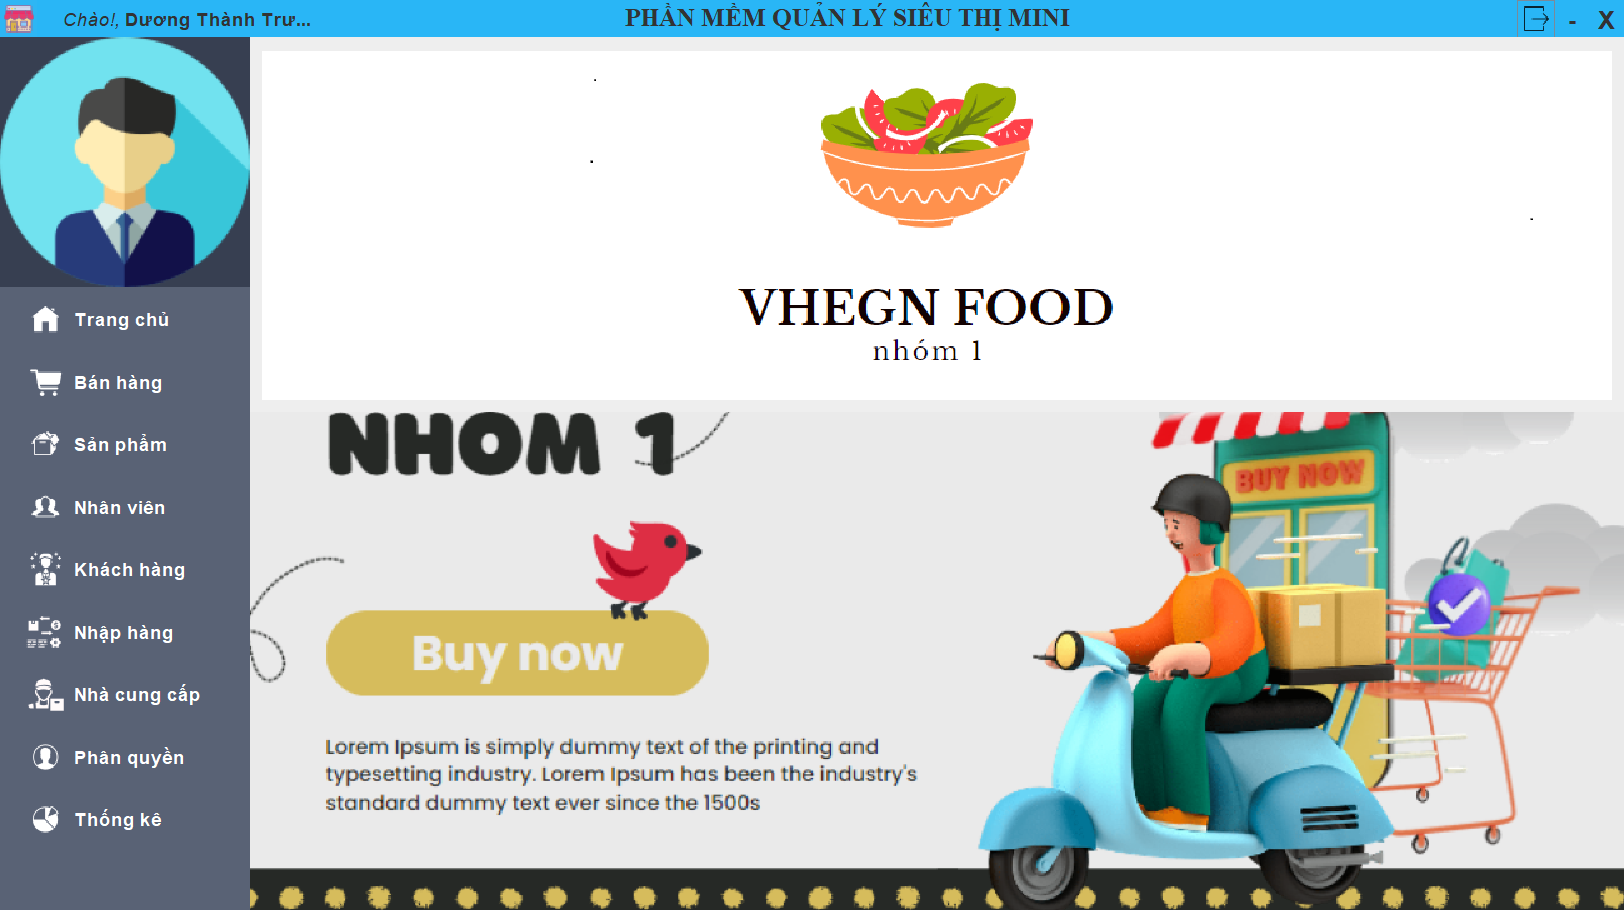 Chào!, Dương Thành Trư...
PHẦN MỀM QUẢN LÝ SIÊU THỊ MINI
- X
Trang chủ
Bán hàng
Sản phẩm
Nhân viên
Khách hàng
Nhập hàng
Nhà cung cấp
Phân quyền
Thống kê
VHEGN FOOD
nhóm 1
NHOM 1
BUY NOW
Buy now
Lorem Ipsum is simply dummy text of the printing and
typesetting industry. Lorem Ipsum has been the industry's
standard dummy text ever since the 1500s